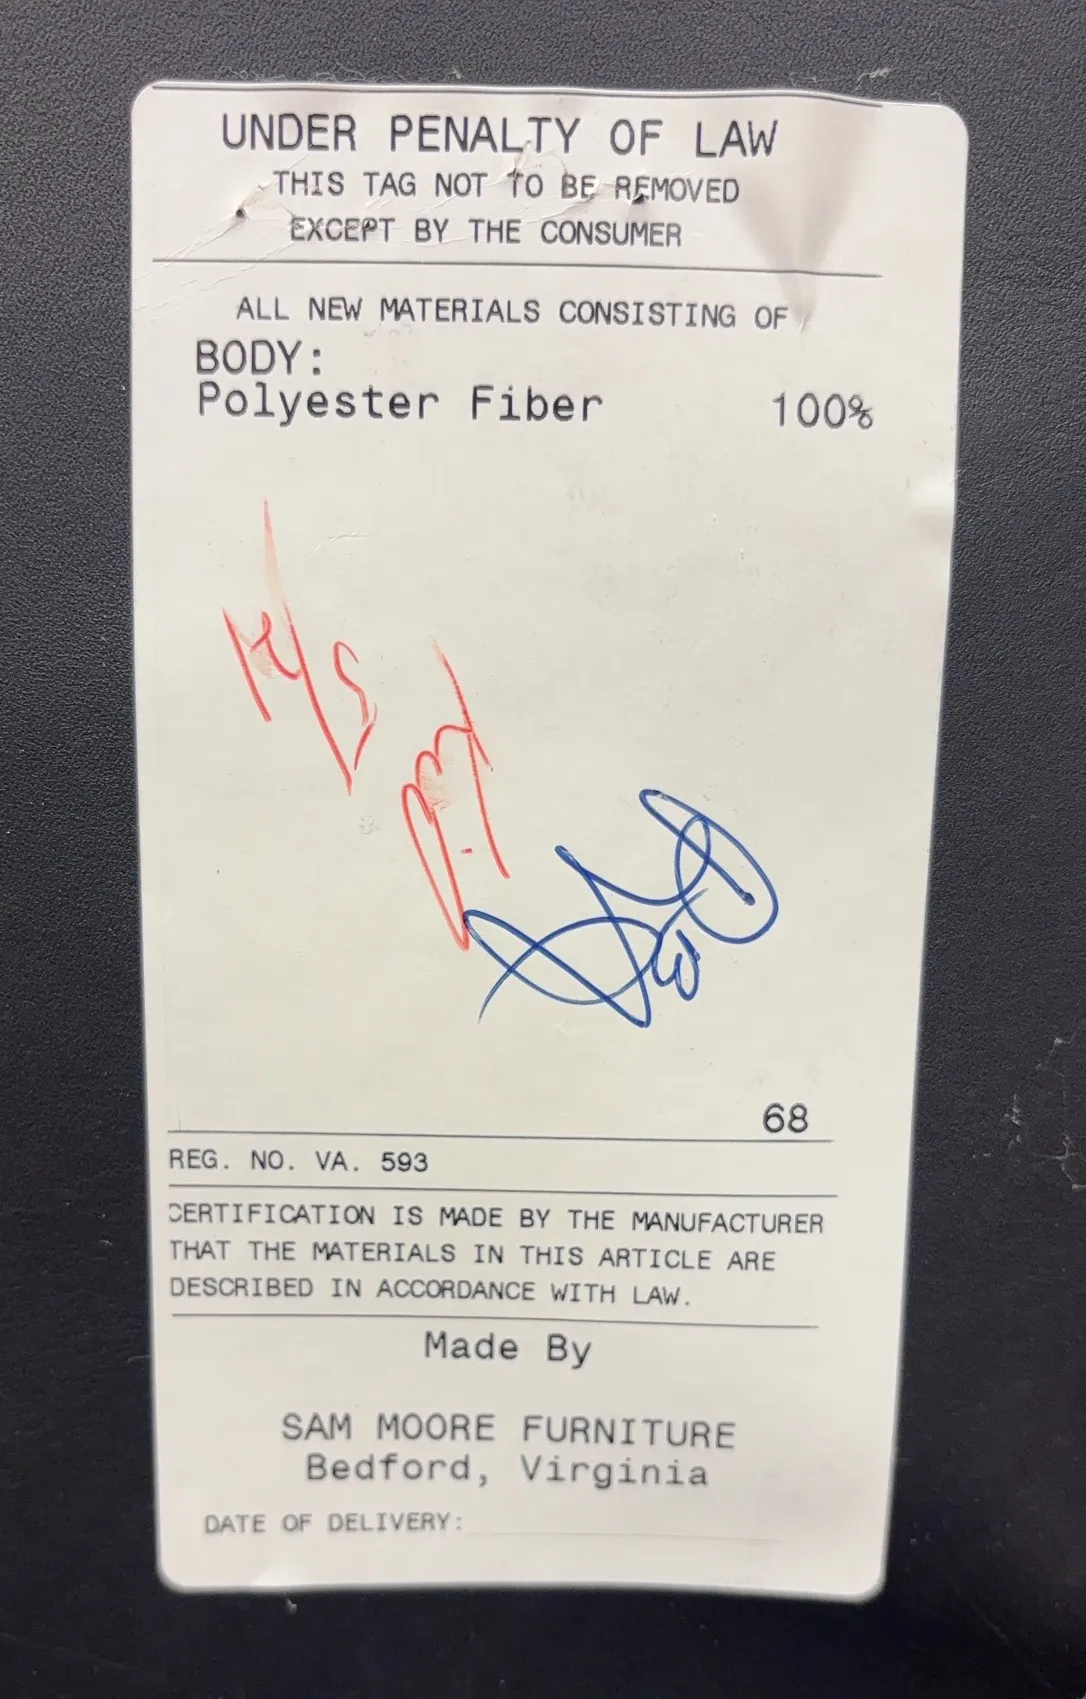 UNDER PENALTY OF LAW
THIS TAG NOT TO BE REMOVED
EXCEPT BY THE CONSUMER
ALL NEW MATERIALS CONSISTING OF
BODY:
Polyester Fiber 100%
68
REG. NO. VA. 593
CERTIFICATION IS MADE BY THE MANUFACTURER
THAT THE MATERIALS IN THIS ARTICLE ARE
DESCRIBED IN ACCORDANCE WITH LAW.
Made By
SAM MOORE FURNITURE
Bedford, Virginia
DATE OF DELIVERY: